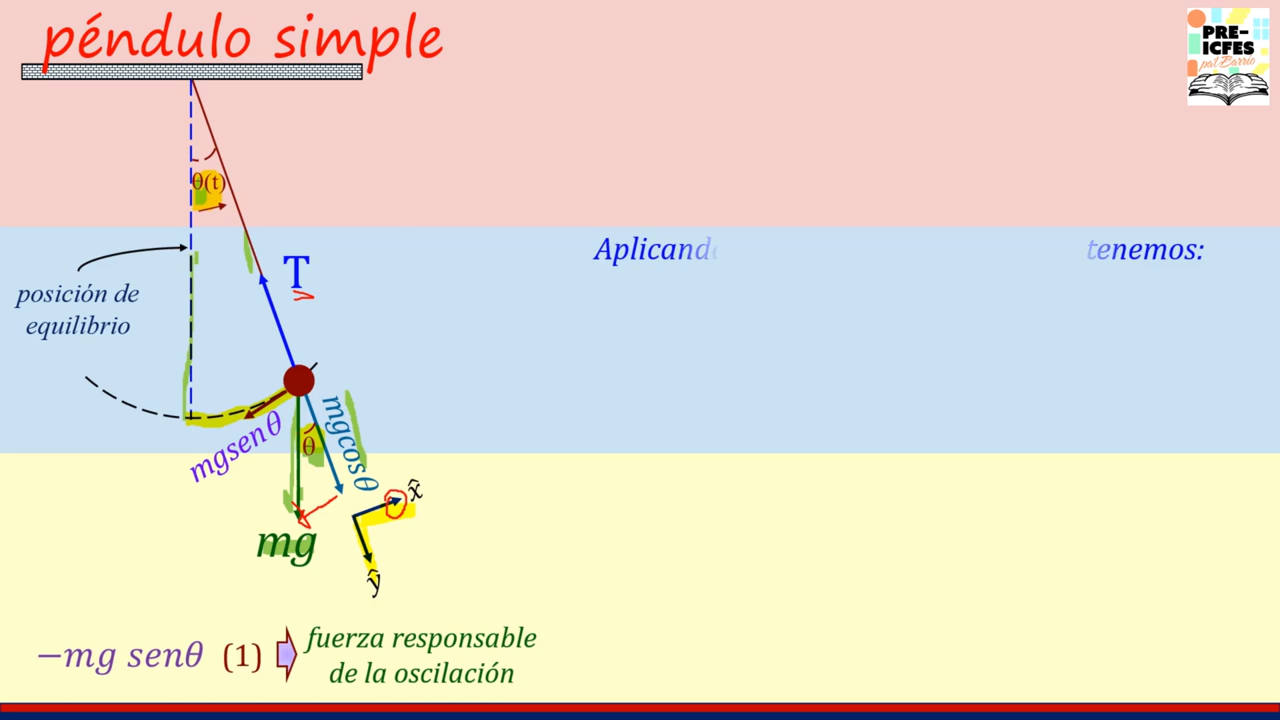 péndulo simple
PRE-
ICFES
pa'l Barrio
θ(t)
Aplicand
tenemos:
T
posición de
equilibrio
mgsenθ
θ
mgcosθ
x̂
mg
ŷ
−mg senθ (1)
fuerza responsable
de la oscilación